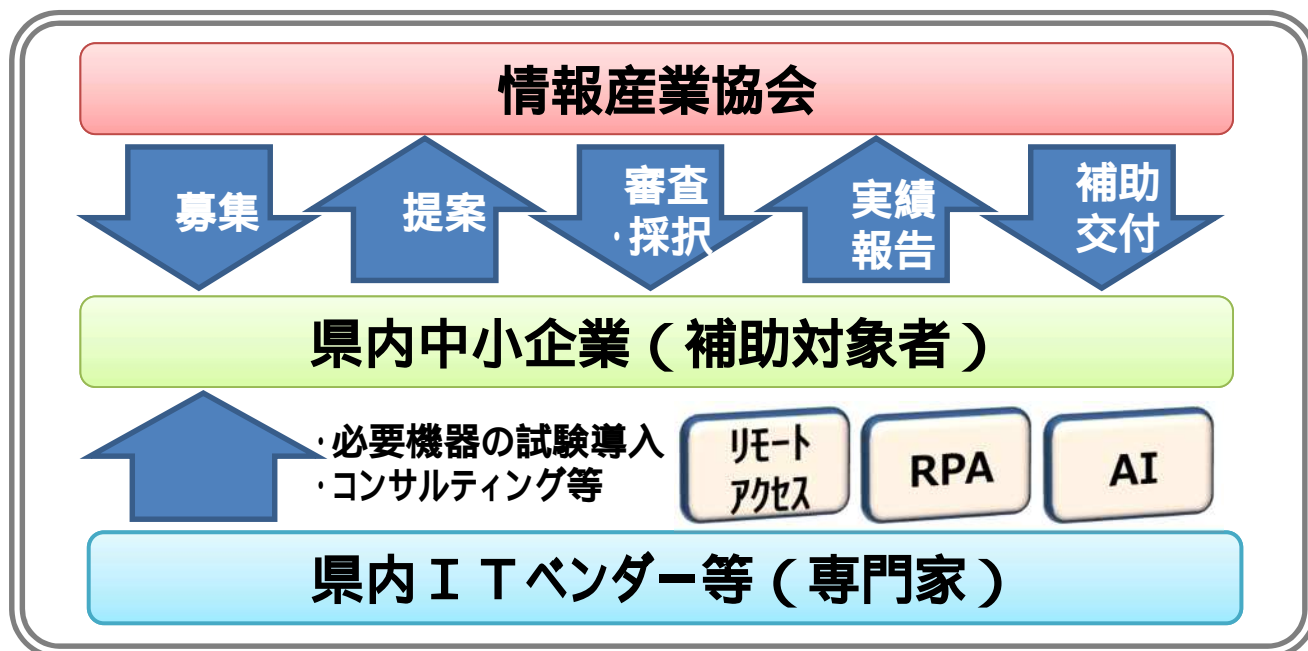 情報産業協会
募集
提案
審査
・採択
実績
報告
補助
交付
県内中小企業（補助対象者）
・必要機器の試験導入
・コンサルティング等
リモート
アクセス
RPA
AI
県内ＩＴベンダー等（専門家）